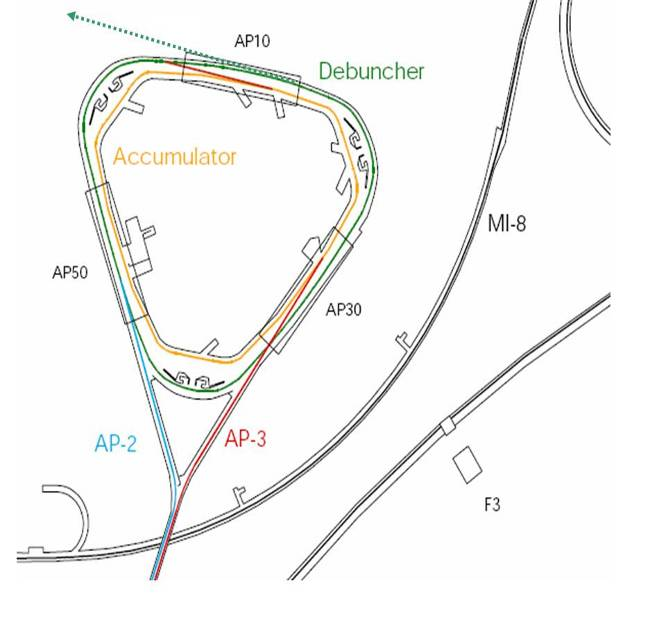 AP10
Debuncher
Accumulator
MI-8
AP50
AP30
AP-2
AP-3
F3